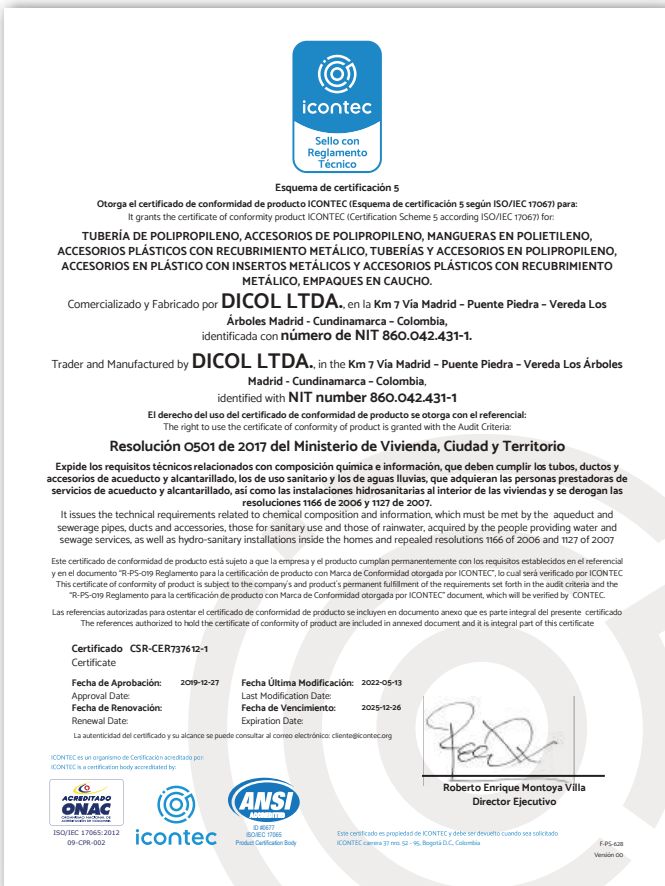 icontec
Sello con
Reglamento
Técnico
Esquema de certificación 5
Otorga el certificado de conformidad de producto ICONTEC (Esquema de certificación 5 según ISO/IEC 17067) para:
It grants the certificate of conformity product ICONTEC (Certification Scheme 5 according ISO/IEC 17067) for:
TUBERÍA DE POLIPROPILENO, ACCESORIOS DE POLIPROPILENO, MANGUERAS EN POLIETILENO,
ACCESORIOS PLÁSTICOS CON RECUBRIMIENTO METÁLICO, TUBERÍAS Y ACCESORIOS EN POLIPROPILENO,
ACCESORIOS EN PLÁSTICO CON INSERTOS METÁLICOS Y ACCESORIOS PLÁSTICOS CON RECUBRIMIENTO
METÁLICO, EMPAQUES EN CAUCHO.
Comercializado y Fabricado por DICOL LTDA., en la Km 7 Vía Madrid – Puente Piedra – Vereda Los
Árboles Madrid - Cundinamarca – Colombia,
identificada con número de NIT 860.042.431-1.
Trader and Manufactured by DICOL LTDA., in the Km 7 Vía Madrid – Puente Piedra – Vereda Los Árboles
Madrid - Cundinamarca – Colombia,
identified with NIT number 860.042.431-1
El derecho del uso del certificado de conformidad de producto se otorga con el referencial:
The right to use the certificate of conformity of product is granted with the Audit Criteria:
Resolución 0501 de 2017 del Ministerio de Vivienda, Ciudad y Territorio
Expide los requisitos técnicos relacionados con composición química e información, que deben cumplir los tubos, ductos y
accesorios de acueducto y alcantarillado, los de uso sanitario y los de aguas lluvias, que adquieran las personas prestadoras de
servicios de acueducto y alcantarillado, así como las instalaciones hidrosanitarias al interior de las viviendas y se derogan las
resoluciones 1166 de 2006 y 1127 de 2007.
It issues the technical requirements related to chemical composition and information, which must be met by the aqueduct and
sewerage pipes, ducts and accessories, those for sanitary use and those of rainwater, acquired by the people providing water and
sewage services, as well as hydro-sanitary installations inside the homes and repealed resolutions 1166 of 2006 and 1127 of 2007
Este certificado de conformidad de producto está sujeto a que la empresa y el producto cumplan permanentemente con los requisitos establecidos en el referencial
y en el documento “R-PS-019 Reglamento para la certificación de producto con Marca de Conformidad otorgada por ICONTEC”, lo cual será verificado por ICONTEC
This certificate of conformity of product is subject to the company’s and product’s permanent fulfillment of the requirements set forth in the audit criteria and the
“R-PS-019 Reglamento para la certificación de producto con Marca de Conformidad otorgada por ICONTEC” document, which will be verified by CONTEC.
Las referencias autorizadas para ostentar el certificado de conformidad de producto se incluyen en documento anexo que es parte integral del presente certificado
The references authorized to hold the certificate of conformity of product are included in annexed document and it is integral part of this certificate
Certificado CSR-CER737612-1
Certificate
Fecha de Aprobación: 2019-12-27 Fecha Última Modificación: 2022-05-13
Approval Date: Last Modification Date:
Fecha de Renovación: Fecha de Vencimiento: 2025-12-26
Renewal Date: Expiration Date:
La autenticidad del certificado y su alcance se puede consultar al correo electrónico: cliente@icontec.org
Roberto Enrique Montoya Villa
Director Ejecutivo
ICONTEC es un organismo de Certificación acreditado por:
ICONTEC is a certification body accreditated by:
ACREDITADO
ONAC
ORGANISMO NACIONAL DE
ACREDITACIÓN DE COLOMBIA
ISO/IEC 17065:2012
09-CPR-002
icontec
ANSI
ACCREDITED
ID #0677
ISO/IEC 17065
Product Certification Body
Este certificado es propiedad de ICONTEC y debe ser devuelto cuando sea solicitado
ICONTEC carrera 37 nro. 52 - 95, Bogotá D.C., Colombia
F-PS-628
Versión 00